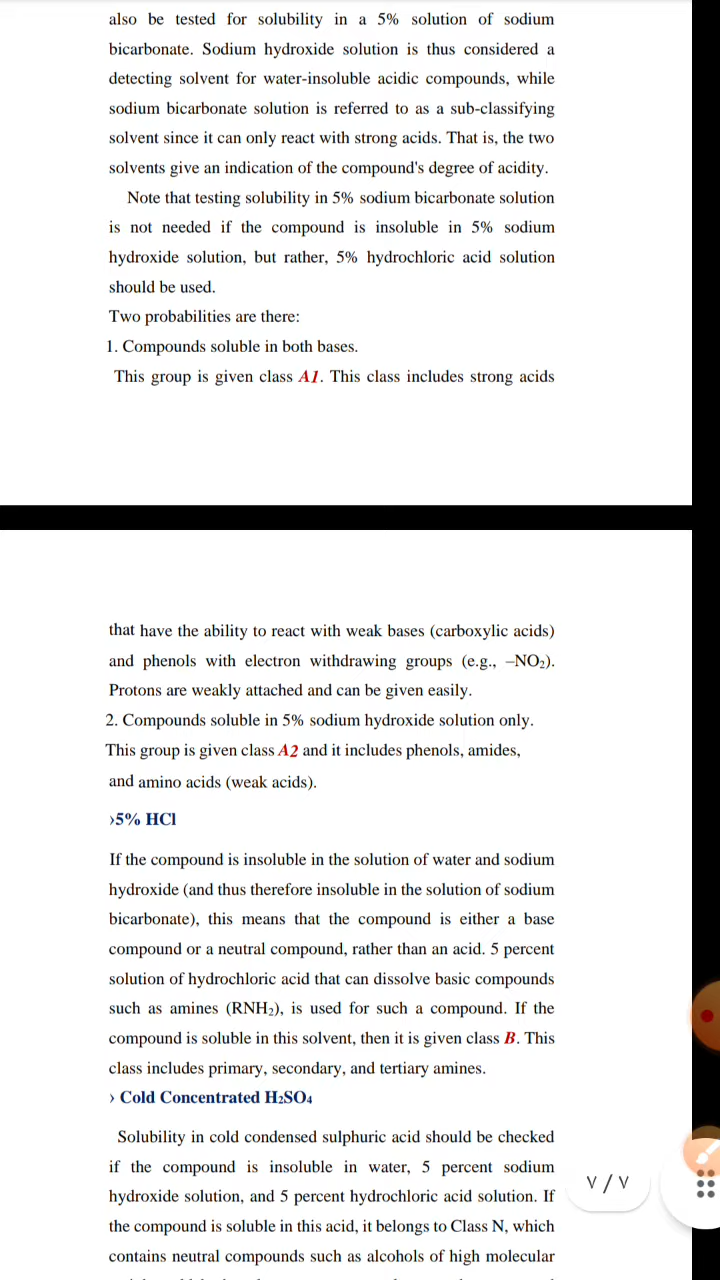 also be tested for solubility in a 5% solution of sodium
bicarbonate. Sodium hydroxide solution is thus considered a
detecting solvent for water-insoluble acidic compounds, while
sodium bicarbonate solution is referred to as a sub-classifying
solvent since it can only react with strong acids. That is, the two
solvents give an indication of the compound's degree of acidity.
Note that testing solubility in 5% sodium bicarbonate solution
is not needed if the compound is insoluble in 5% sodium
hydroxide solution, but rather, 5% hydrochloric acid solution
should be used.
Two probabilities are there:
1. Compounds soluble in both bases.
This group is given class A1. This class includes strong acids
that have the ability to react with weak bases (carboxylic acids)
and phenols with electron withdrawing groups (e.g., –NO₂).
Protons are weakly attached and can be given easily.
2. Compounds soluble in 5% sodium hydroxide solution only.
This group is given class A2 and it includes phenols, amides,
and amino acids (weak acids).
›5% HCl
If the compound is insoluble in the solution of water and sodium
hydroxide (and thus therefore insoluble in the solution of sodium
bicarbonate), this means that the compound is either a base
compound or a neutral compound, rather than an acid. 5 percent
solution of hydrochloric acid that can dissolve basic compounds
such as amines (RNH₂), is used for such a compound. If the
compound is soluble in this solvent, then it is given class B. This
class includes primary, secondary, and tertiary amines.
› Cold Concentrated H₂SO₄
Solubility in cold condensed sulphuric acid should be checked
if the compound is insoluble in water, 5 percent sodium
hydroxide solution, and 5 percent hydrochloric acid solution. If
the compound is soluble in this acid, it belongs to Class N, which
contains neutral compounds such as alcohols of high molecular
٧ / ٧